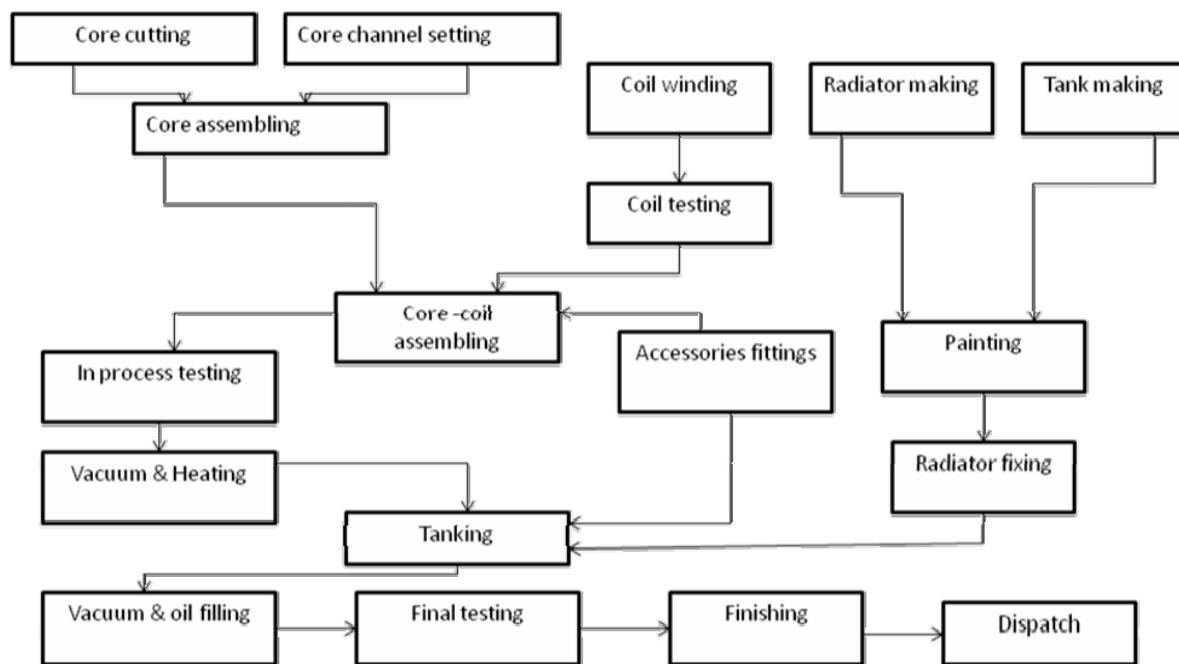 Core cutting
Core channel setting
Coil winding
Radiator making
Tank making
Core assembling
Coil testing
Core -coil
assembling
Accessories fittings
Painting
In process testing
Vacuum & Heating
Radiator fixing
Tanking
Vacuum & oil filling
Final testing
Finishing
Dispatch